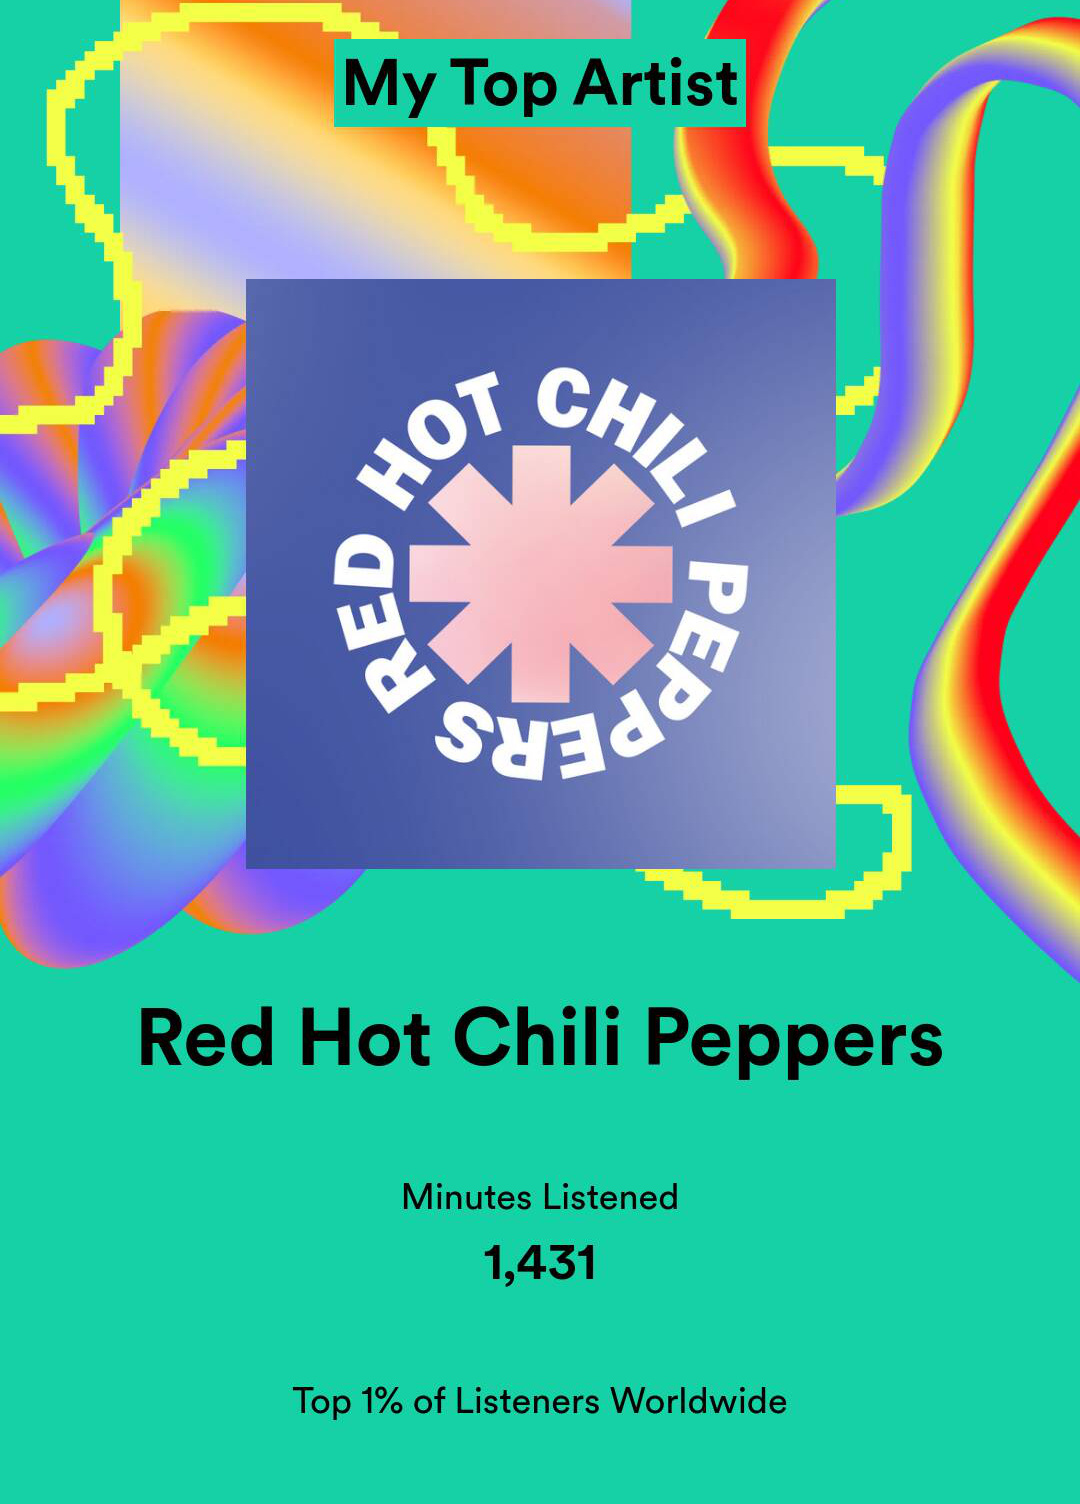 My Top Artist
RED HOT CHILI PEPPERS
Red Hot Chili Peppers
Minutes Listened
1,431
Top 1% of Listeners Worldwide